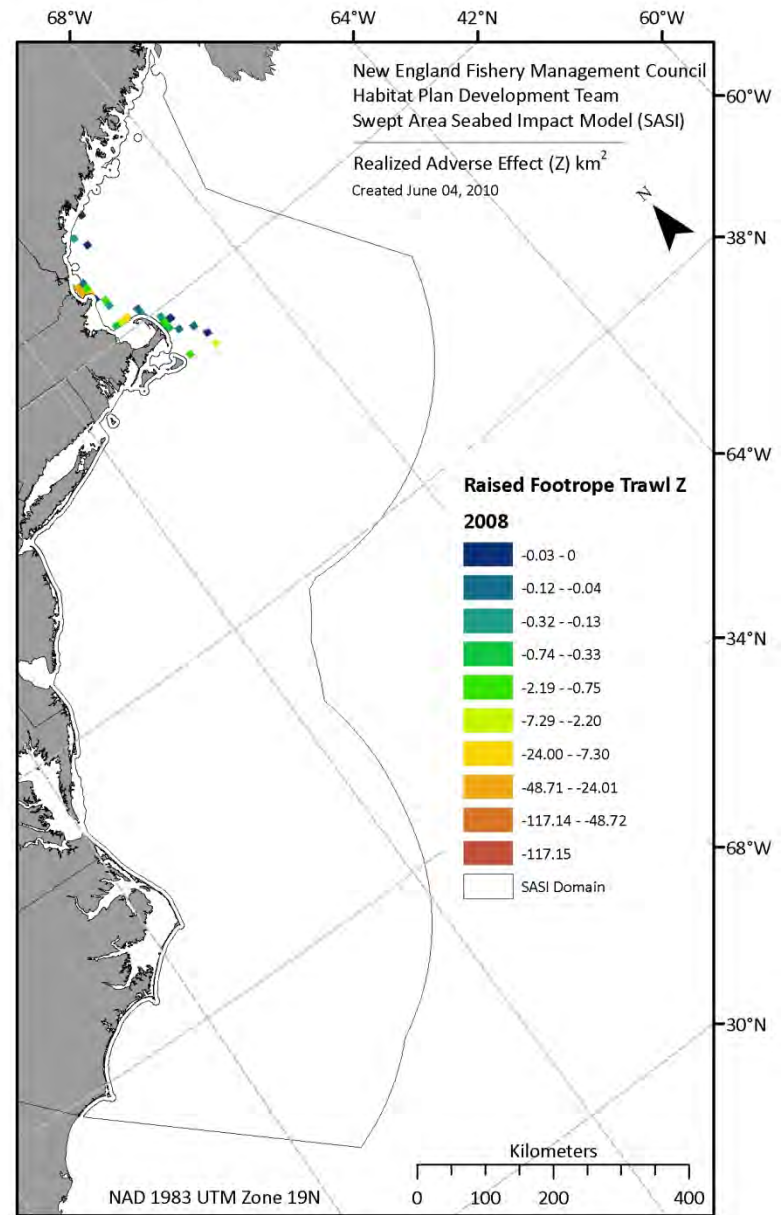 68°W
64°W
42°N
60°W
New England Fishery Management Council
Habitat Plan Development Team
Swept Area Seabed Impact Model (SASI)
Realized Adverse Effect (Z) km²
Created June 04, 2010
N
60°W
38°N
64°W
34°N
68°W
30°N
Raised Footrope Trawl Z
2008
-0.03 - 0
-0.12 - -0.04
-0.32 - -0.13
-0.74 - -0.33
-2.19 - -0.75
-7.29 - -2.20
-24.00 - -7.30
-48.71 - -24.01
-117.14 - -48.72
-117.15
SASI Domain
Kilometers
0 100 200 300 400
NAD 1983 UTM Zone 19N